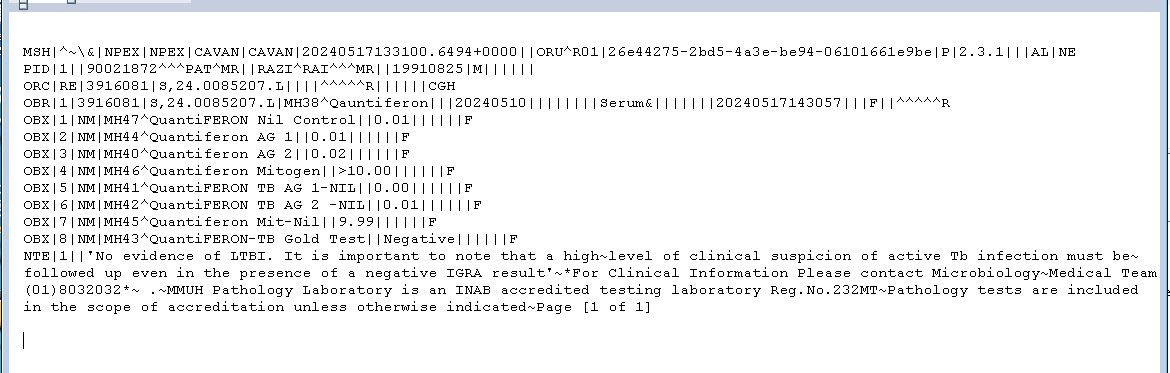 MSH|^~\&|NPEX|NPEX|CAVAN|CAVAN|20240517133100.6494+0000||ORU^R01|26e44275-2bd5-4a3e-be94-06101661e9be|P|2.3.1|||AL|NE
PID|1||90021872^^^PAT^MR||RAZI^RAI^^^MR||19910825|M||||||
ORC|RE|3916081|S,24.0085207.L||||^^^^^R||||||CGH
OBR|1|3916081|S,24.0085207.L|MH38^Qauntiferon|||20240510||||||||Serum&|||||||20240517143057|||F||^^^^^R
OBX|1|NM|MH47^QuantiFERON Nil Control||0.01||||||F
OBX|2|NM|MH44^Quantiferon AG 1||0.01||||||F
OBX|3|NM|MH40^Quantiferon AG 2||0.02||||||F
OBX|4|NM|MH46^Quantiferon Mitogen||>10.00||||||F
OBX|5|NM|MH41^QuantiFERON TB AG 1-NIL||0.00||||||F
OBX|6|NM|MH42^QuantiFERON TB AG 2 -NIL||0.01||||||F
OBX|7|NM|MH45^Quantiferon Mit-Nil||9.99||||||F
OBX|8|NM|MH43^QuantiFERON-TB Gold Test||Negative||||||F
NTE|1||'No evidence of LTBI. It is important to note that a high~level of clinical suspicion of active Tb infection must be~
followed up even in the presence of a negative IGRA result'~*For Clinical Information Please contact Microbiology~Medical Team
(01)8032032*~ .~MMUH Pathology Laboratory is an INAB accredited testing laboratory Reg.No.232MT~Pathology tests are included
in the scope of accreditation unless otherwise indicated~Page [1 of 1]